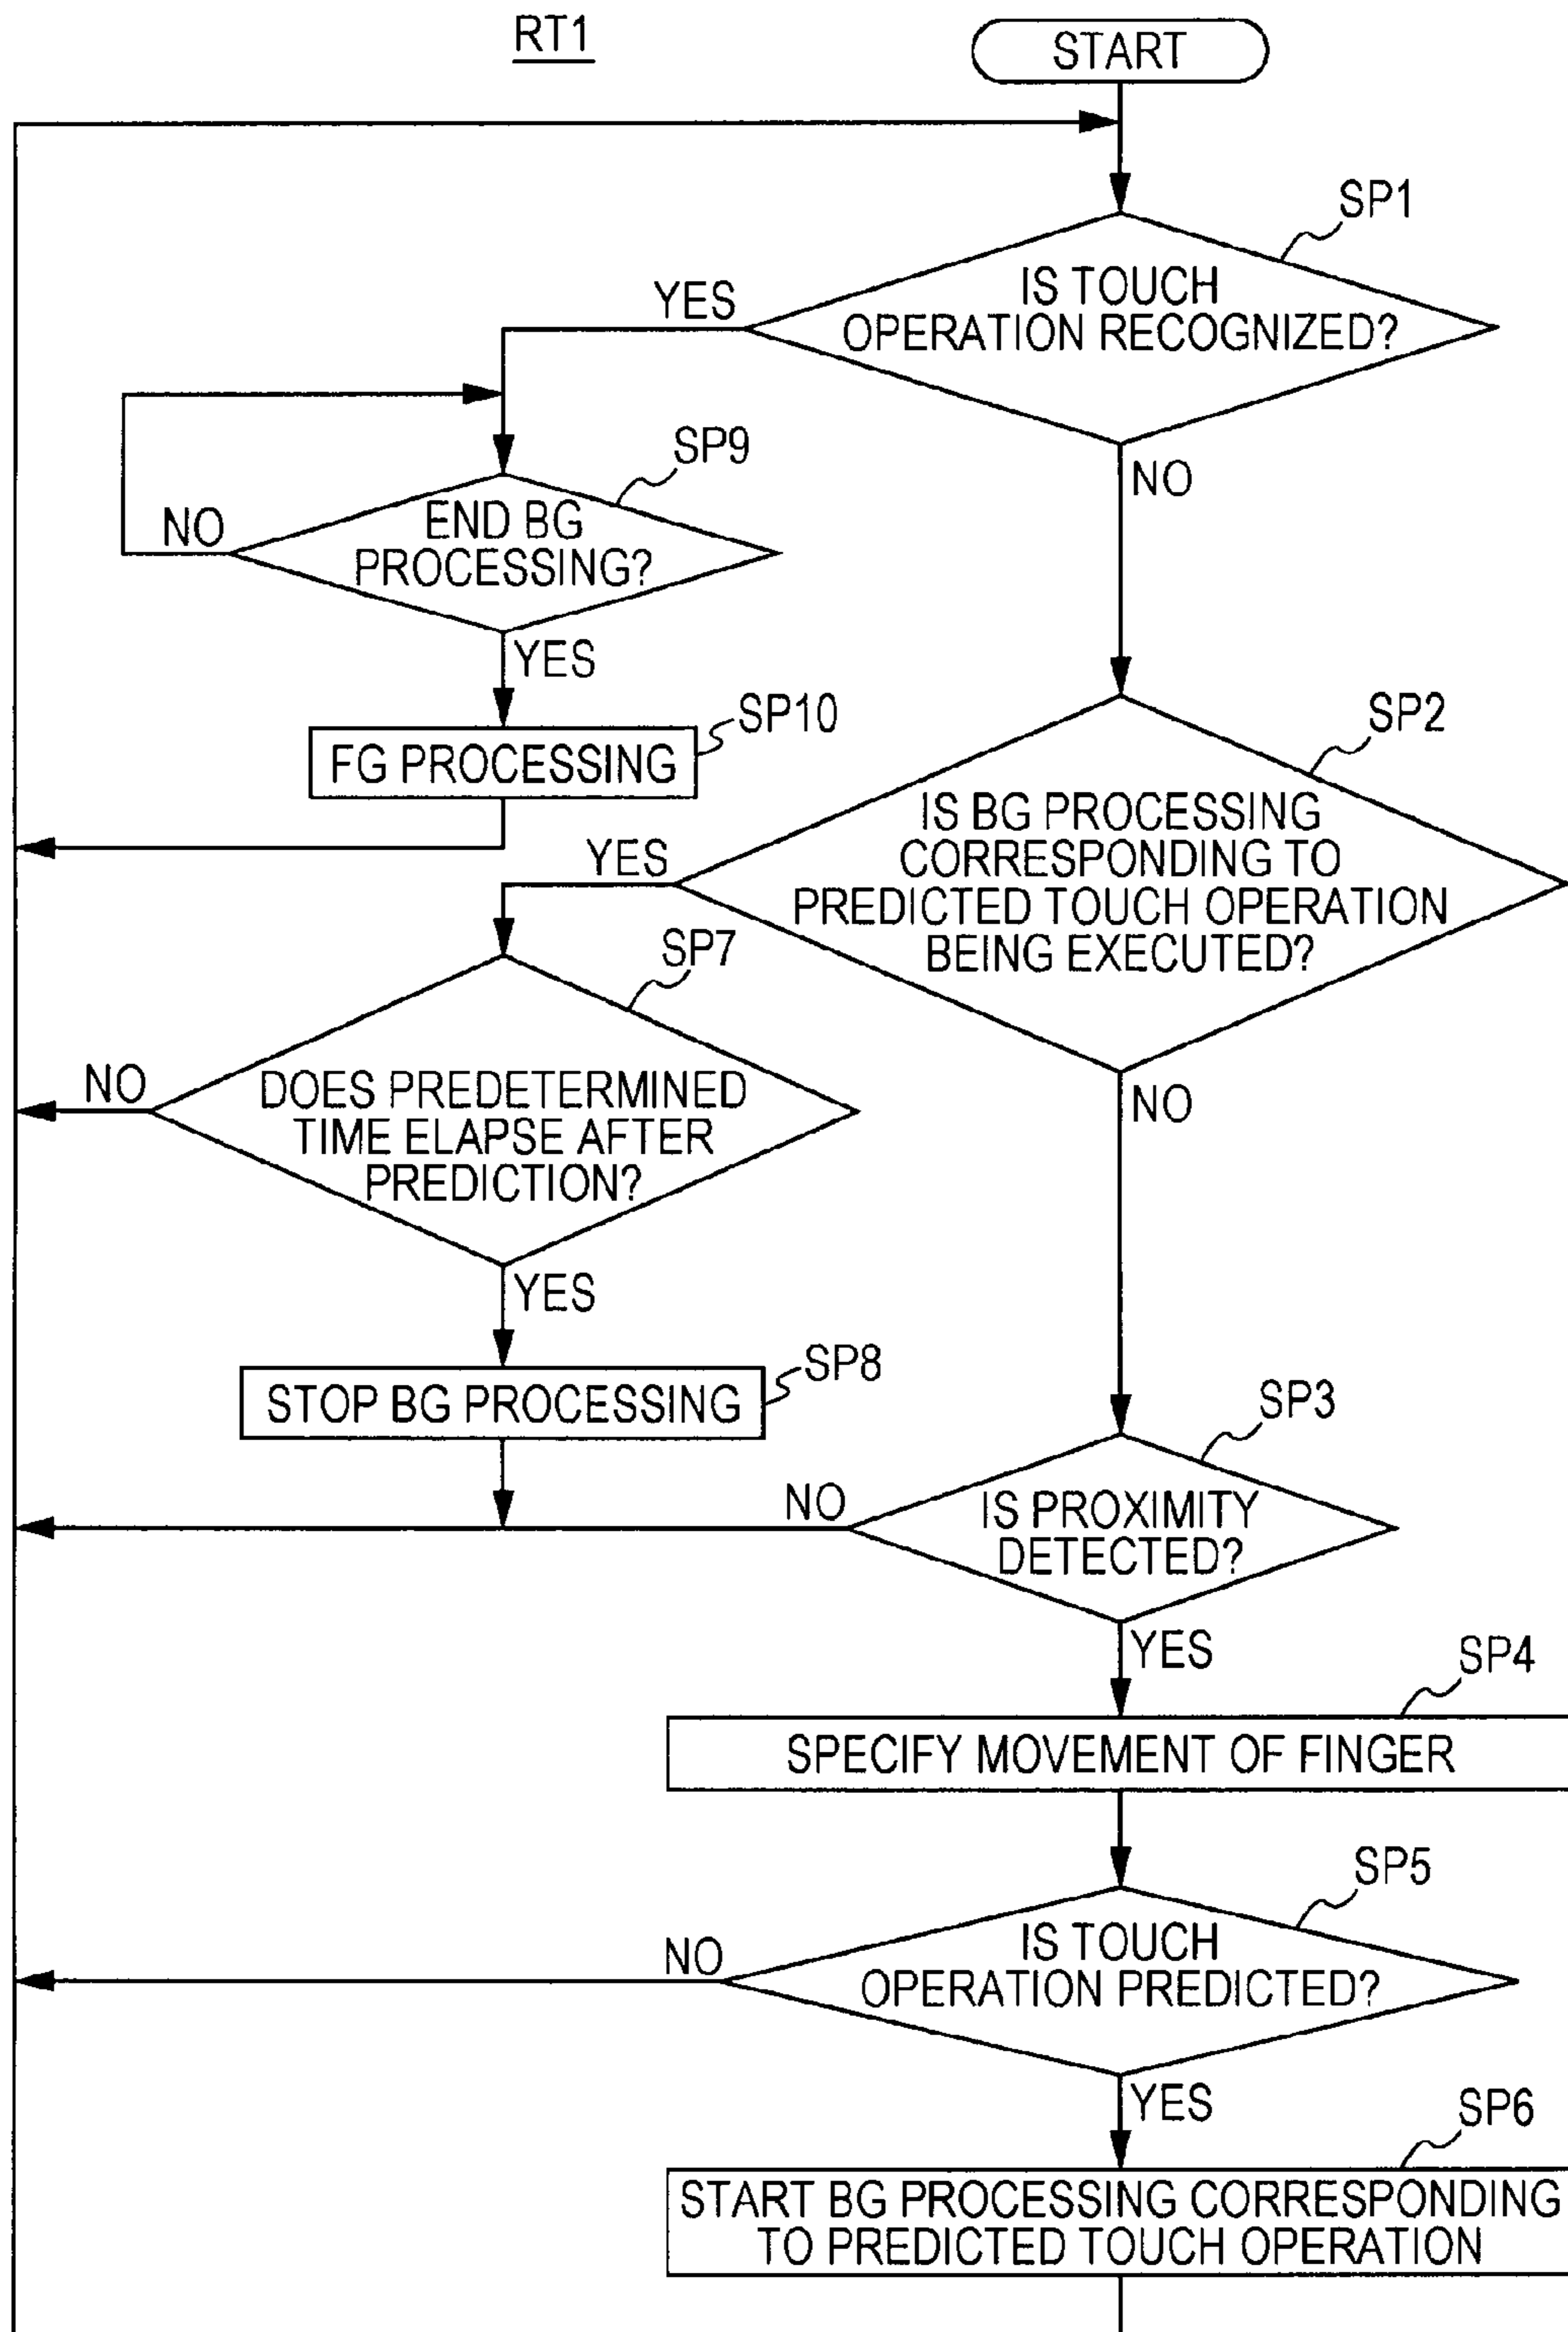 RT1
START
SP1
IS TOUCH
OPERATION RECOGNIZED?
YES
NO
SP9
END BG
PROCESSING?
NO
YES
SP10
FG PROCESSING
SP2
IS BG PROCESSING
CORRESPONDING TO
PREDICTED TOUCH OPERATION
BEING EXECUTED?
YES
NO
SP7
DOES PREDETERMINED
TIME ELAPSE AFTER
PREDICTION?
NO
YES
SP8
STOP BG PROCESSING
SP3
IS PROXIMITY
DETECTED?
NO
YES
SP4
SPECIFY MOVEMENT OF FINGER
SP5
IS TOUCH
OPERATION PREDICTED?
NO
YES
SP6
START BG PROCESSING CORRESPONDING
TO PREDICTED TOUCH OPERATION